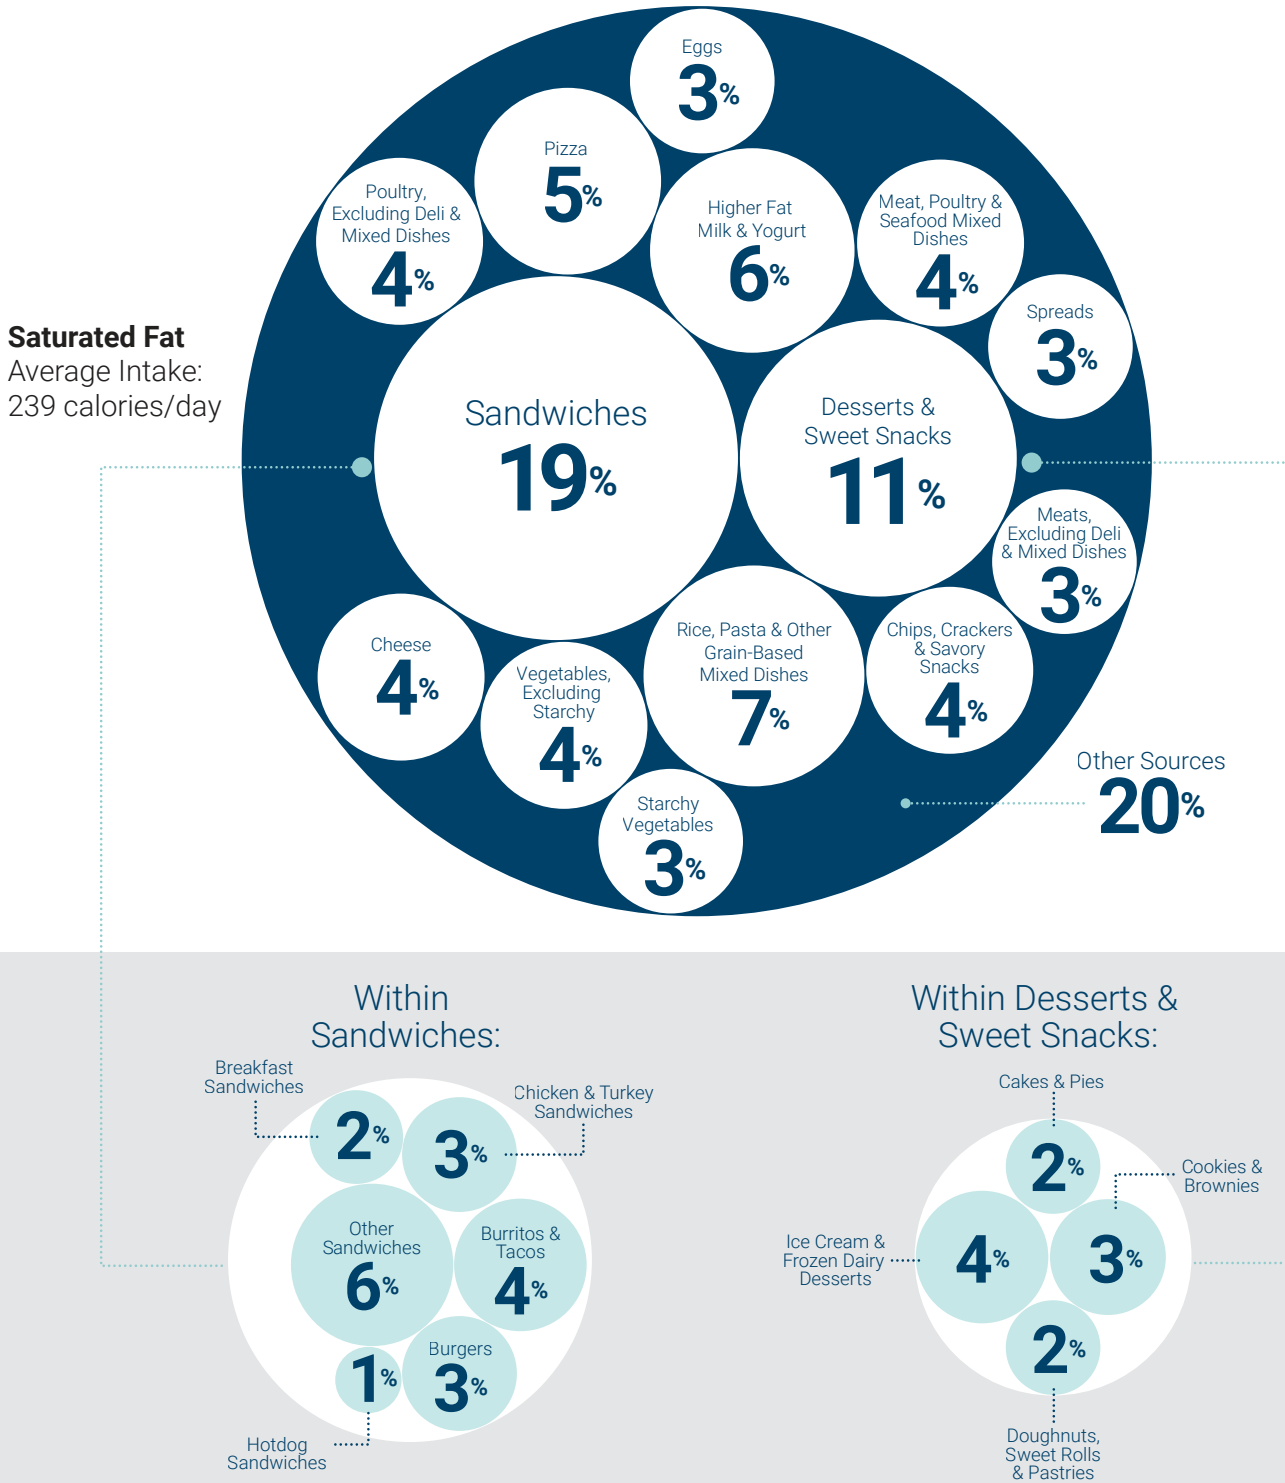 Eggs
3%
Pizza
5%
Poultry,
Excluding Deli &
Mixed Dishes
4%
Higher Fat
Milk & Yogurt
6%
Meat, Poultry &
Seafood Mixed
Dishes
4%
Spreads
3%
Saturated Fat
Average Intake:
239 calories/day
Sandwiches
19%
Desserts &
Sweet Snacks
11%
Meats,
Excluding Deli
& Mixed Dishes
3%
Cheese
4%
Vegetables,
Excluding
Starchy
4%
Rice, Pasta & Other
Grain-Based
Mixed Dishes
7%
Chips, Crackers
& Savory
Snacks
4%
Starchy
Vegetables
3%
Other Sources
20%
Within
Sandwiches:
Breakfast
Sandwiches
2%
Chicken & Turkey
Sandwiches
3%
Other
Sandwiches
6%
Burritos &
Tacos
4%
Burgers
3%
1%
Hotdog
Sandwiches
Within Desserts &
Sweet Snacks:
Cakes & Pies
2%
Cookies &
Brownies
3%
Ice Cream &
Frozen Dairy
Desserts
4%
2%
Doughnuts,
Sweet Rolls
& Pastries